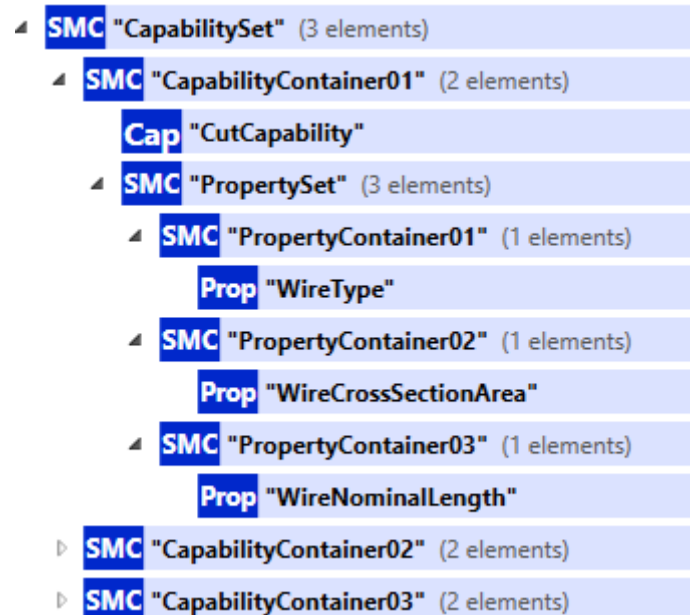 SMC "CapabilitySet" (3 elements)
SMC "CapabilityContainer01" (2 elements)
Cap "CutCapability"
SMC "PropertySet" (3 elements)
SMC "PropertyContainer01" (1 elements)
Prop "WireType"
SMC "PropertyContainer02" (1 elements)
Prop "WireCrossSectionArea"
SMC "PropertyContainer03" (1 elements)
Prop "WireNominalLength"
SMC "CapabilityContainer02" (2 elements)
SMC "CapabilityContainer03" (2 elements)